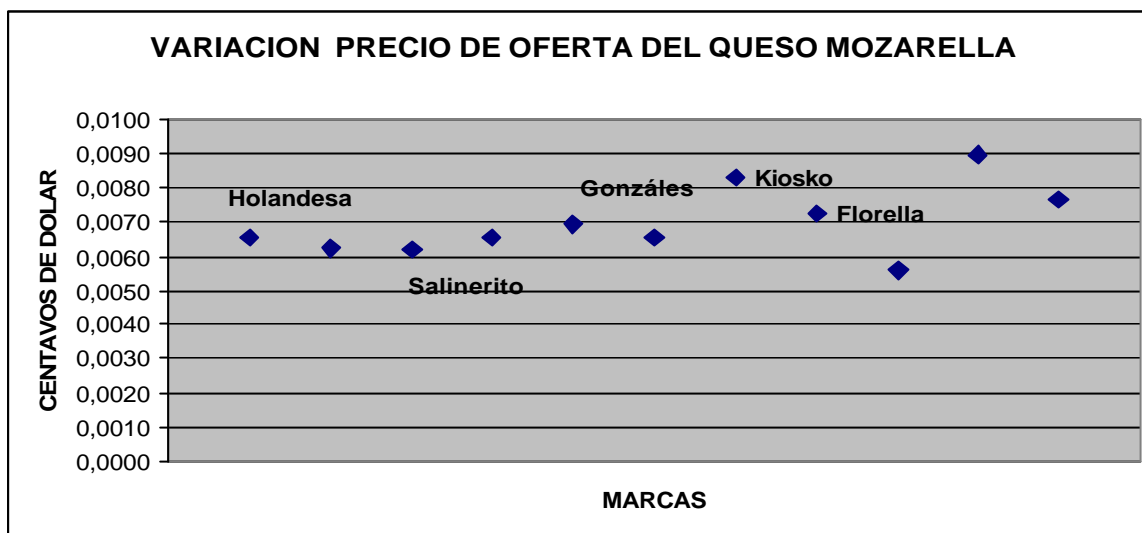 VARIACION PRECIO DE OFERTA DEL QUESO MOZARELLA
CENTAVOS DE DOLAR
0,0100
0,0090
0,0080
0,0070
0,0060
0,0050
0,0040
0,0030
0,0020
0,0010
0,0000
Holandesa
Salinerito
Gonzáles
Kiosko
Florella
MARCAS